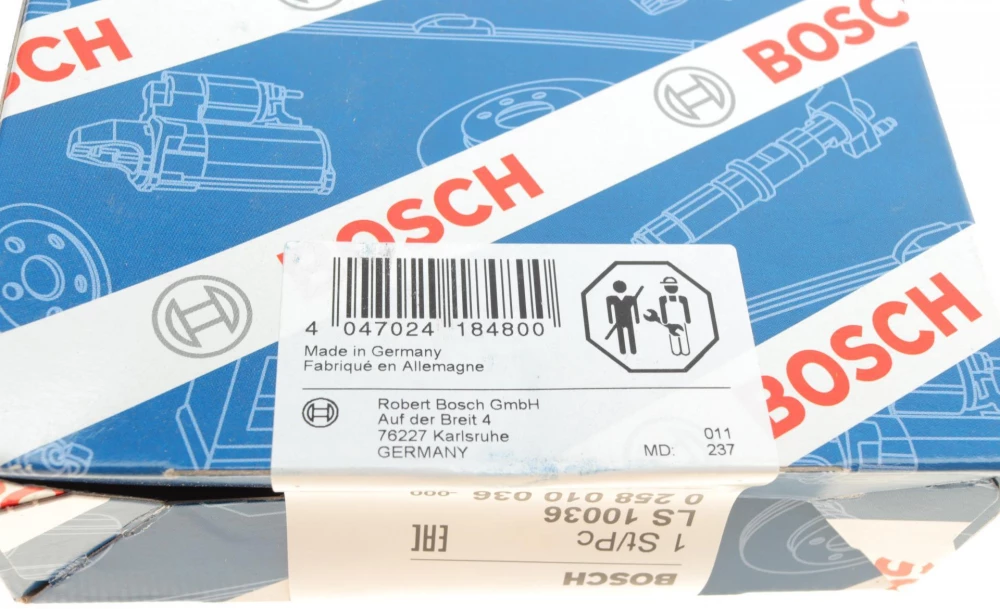 BOSCH
BOSCH
BOSCH
BOSCH
4 047024 184800
Made in Germany
Fabriqué en Allemagne
Robert Bosch GmbH
Auf der Breit 4
76227 Karlsruhe
GERMANY
MD:
011
237
0 258 010 036 -000
LS 10036
1 St/Pc
EAC
BOSCH